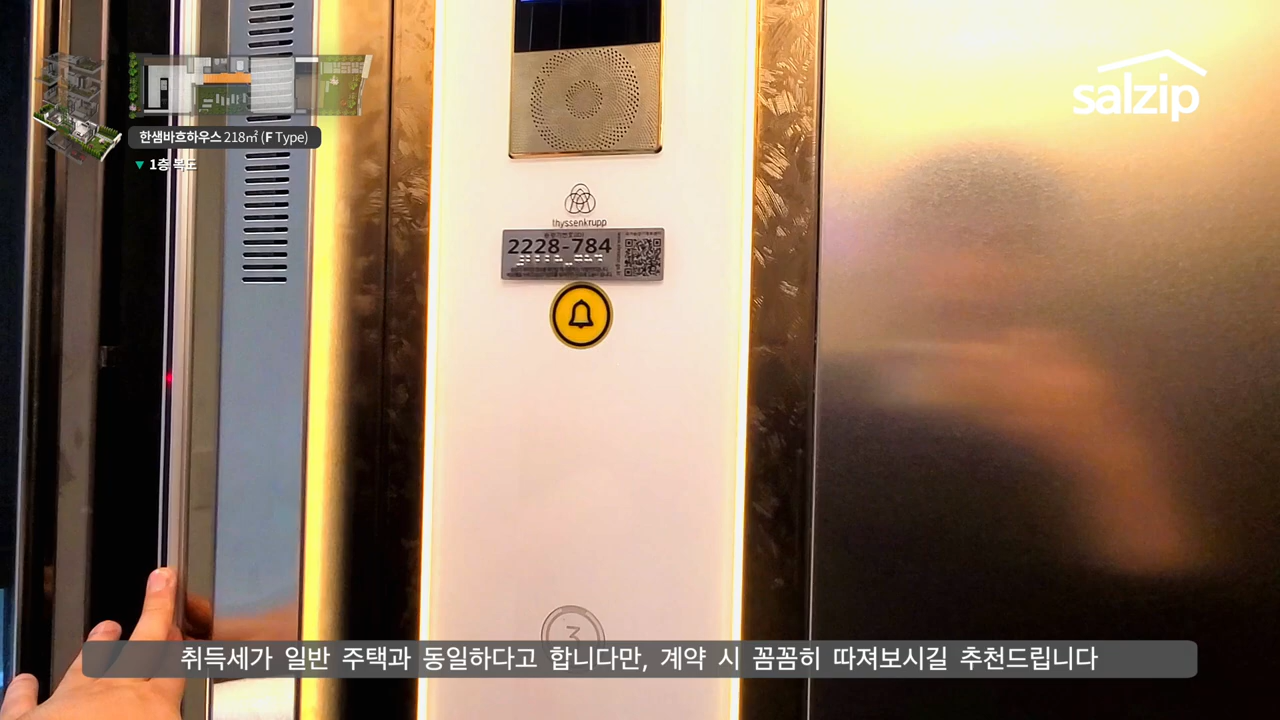 salzip
한샘바흐하우스 218㎡ (F Type)
▼ 1층 복도
thyssenkrupp
2228-784
3
취득세가 일반 주택과 동일하다고 합니다만, 계약 시 꼼꼼히 따져보시길 추천드립니다